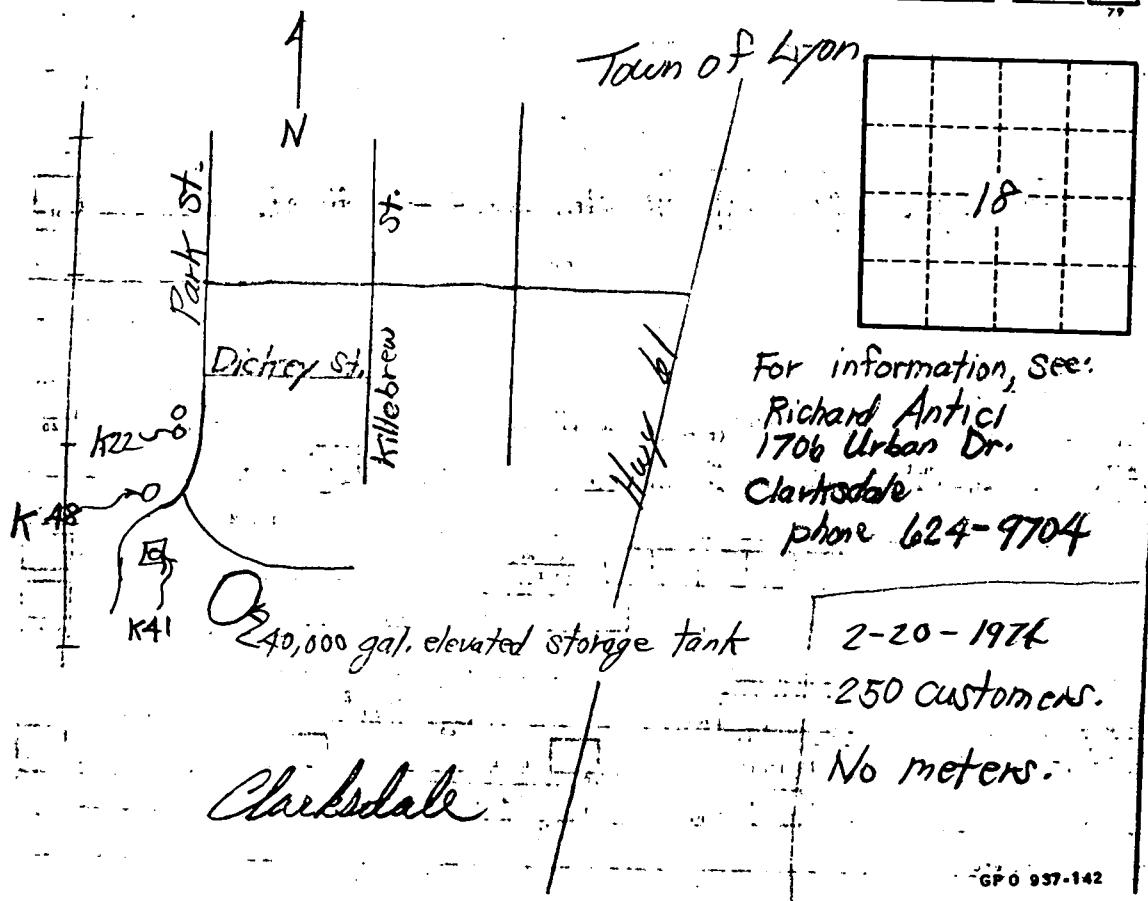 79
Town of Lyon
N
18
Park St.
St.
Killebrew
Dickey St.
Hwy 61
K22
K 48
K41
40,000 gal. elevated storage tank
For information, see:
Richard Antici
1706 Urban Dr.
Clarksdale
phone 624-9704
2-20-
250 customers.
No meters.
Clarksdale
GPO 937-142